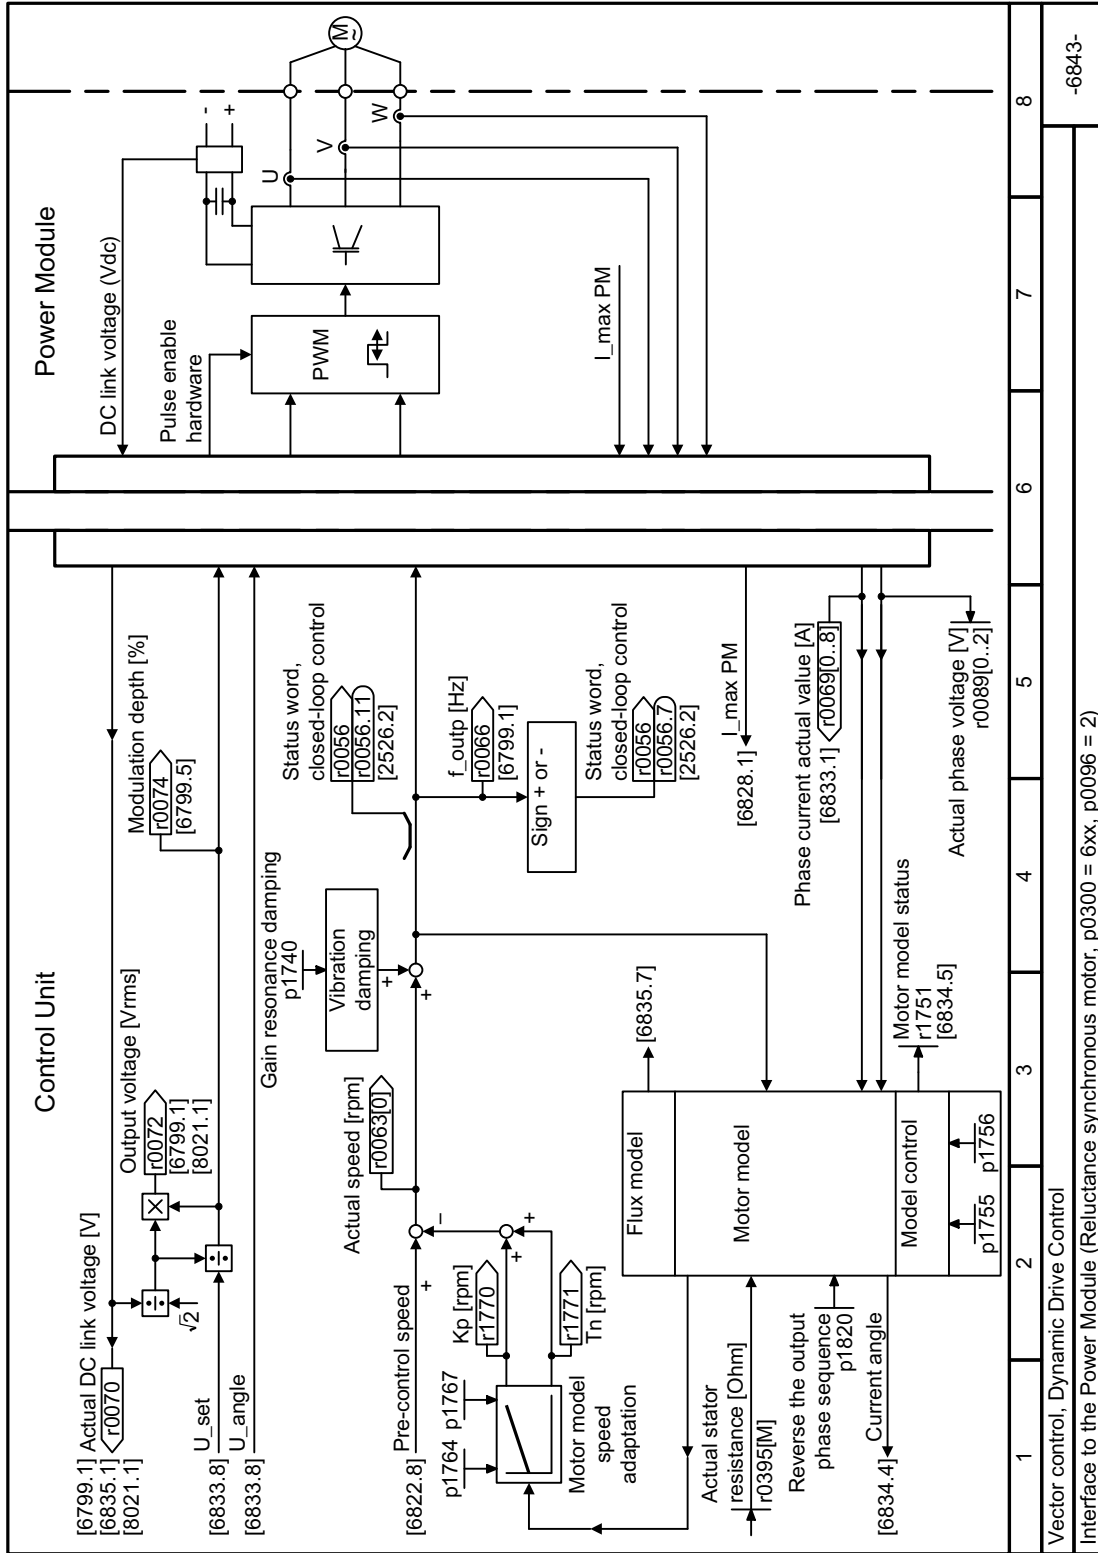 Control Unit
Power Module
[6799.1]
[6835.1]
[8021.1]
Actual DC link voltage [V]
r0070
√2
Output voltage [Vrms]
r0072
[6799.1]
[8021.1]
Modulation depth [%]
r0074
[6799.5]
DC link voltage (Vdc)
-
+
Pulse enable
hardware
PWM
U
V
W
M
~
[6833.8]
U_set
[6833.8]
U_angle
Gain resonance damping
p1740
Vibration
damping
+
+
Status word,
closed-loop control
r0056
r0056.11
[2526.2]
Actual speed [rpm]
r0063[0]
[6822.8]
Pre-control speed
+
-
f_outp [Hz]
r0066
[6799.1]
Sign + or -
Status word,
closed-loop control
r0056
r0056.7
[2526.2]
p1764
p1767
Kp [rpm]
r1770
+
+
r1771
Tn [rpm]
Motor model
speed
adaptation
I_max PM
I_max PM
[6828.1]
[6835.7]
Flux model
Motor model
Model control
Actual stator
resistance [Ohm]
r0395[M]
Reverse the output
phase sequence
p1820
Current angle
[6834.4]
p1755
p1756
Motor model status
r1751
[6834.5]
Phase current actual value [A]
[6833.1]
r0069[0..8]
Actual phase voltage [V]
r0089[0..2]
1
2
3
4
5
6
7
8
Vector control, Dynamic Drive Control
Interface to the Power Module (Reluctance synchronous motor, p0300 = 6xx, p0096 = 2)
-6843-